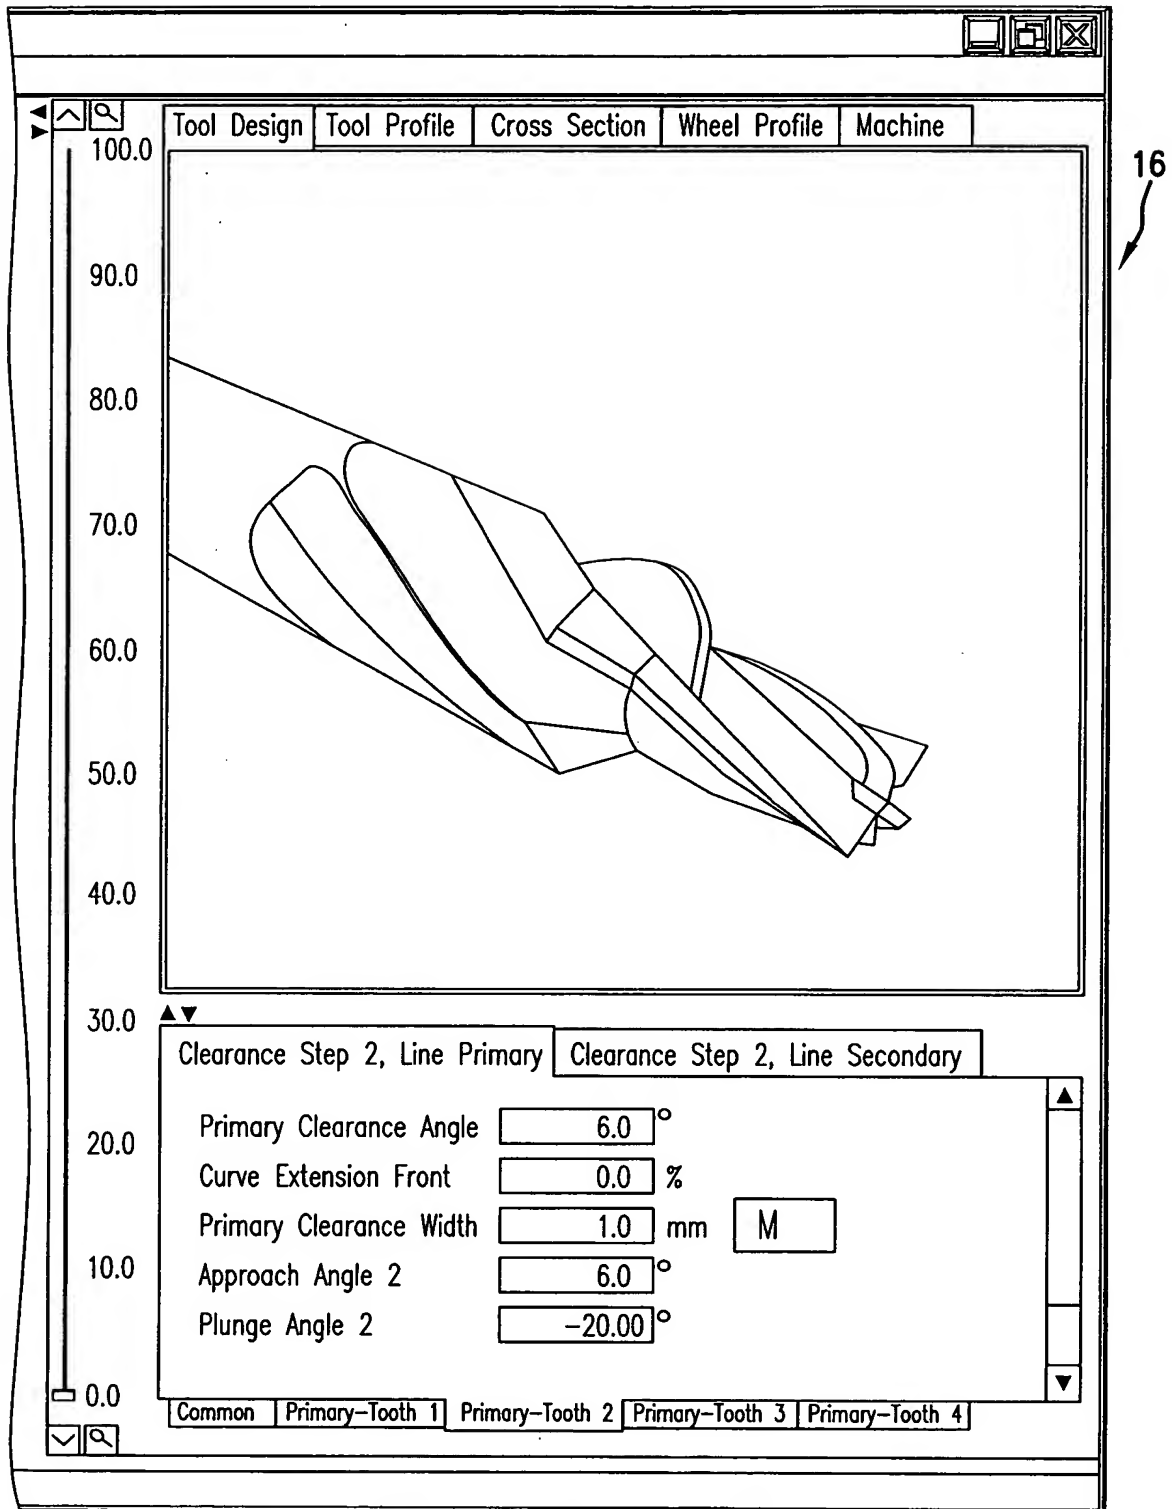 Tool Design Tool Profile Cross Section Wheel Profile Machine
100.0
16
90.0
80.0
70.0
60.0
50.0
40.0
30.0
20.0
10.0
0.0
Clearance Step 2, Line Primary Clearance Step 2, Line Secondary
Primary Clearance Angle 6.0 °
Curve Extension Front 0.0 %
Primary Clearance Width 1.0 mm M
Approach Angle 2 6.0 °
Plunge Angle 2 -20.00 °
Common Primary-Tooth 1 Primary-Tooth 2 Primary-Tooth 3 Primary-Tooth 4